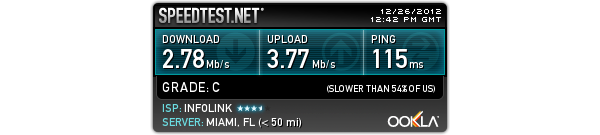 SPEEDTEST.NET
12/26/2012
12:42 PM GMT
DOWNLOAD
2.78 Mb/s
UPLOAD
3.77 Mb/s
PING
115 ms
GRADE: C (SLOWER THAN 54% OF US)
ISP: INFOLINK
SERVER: MIAMI, FL (< 50 mi)
OOKLA